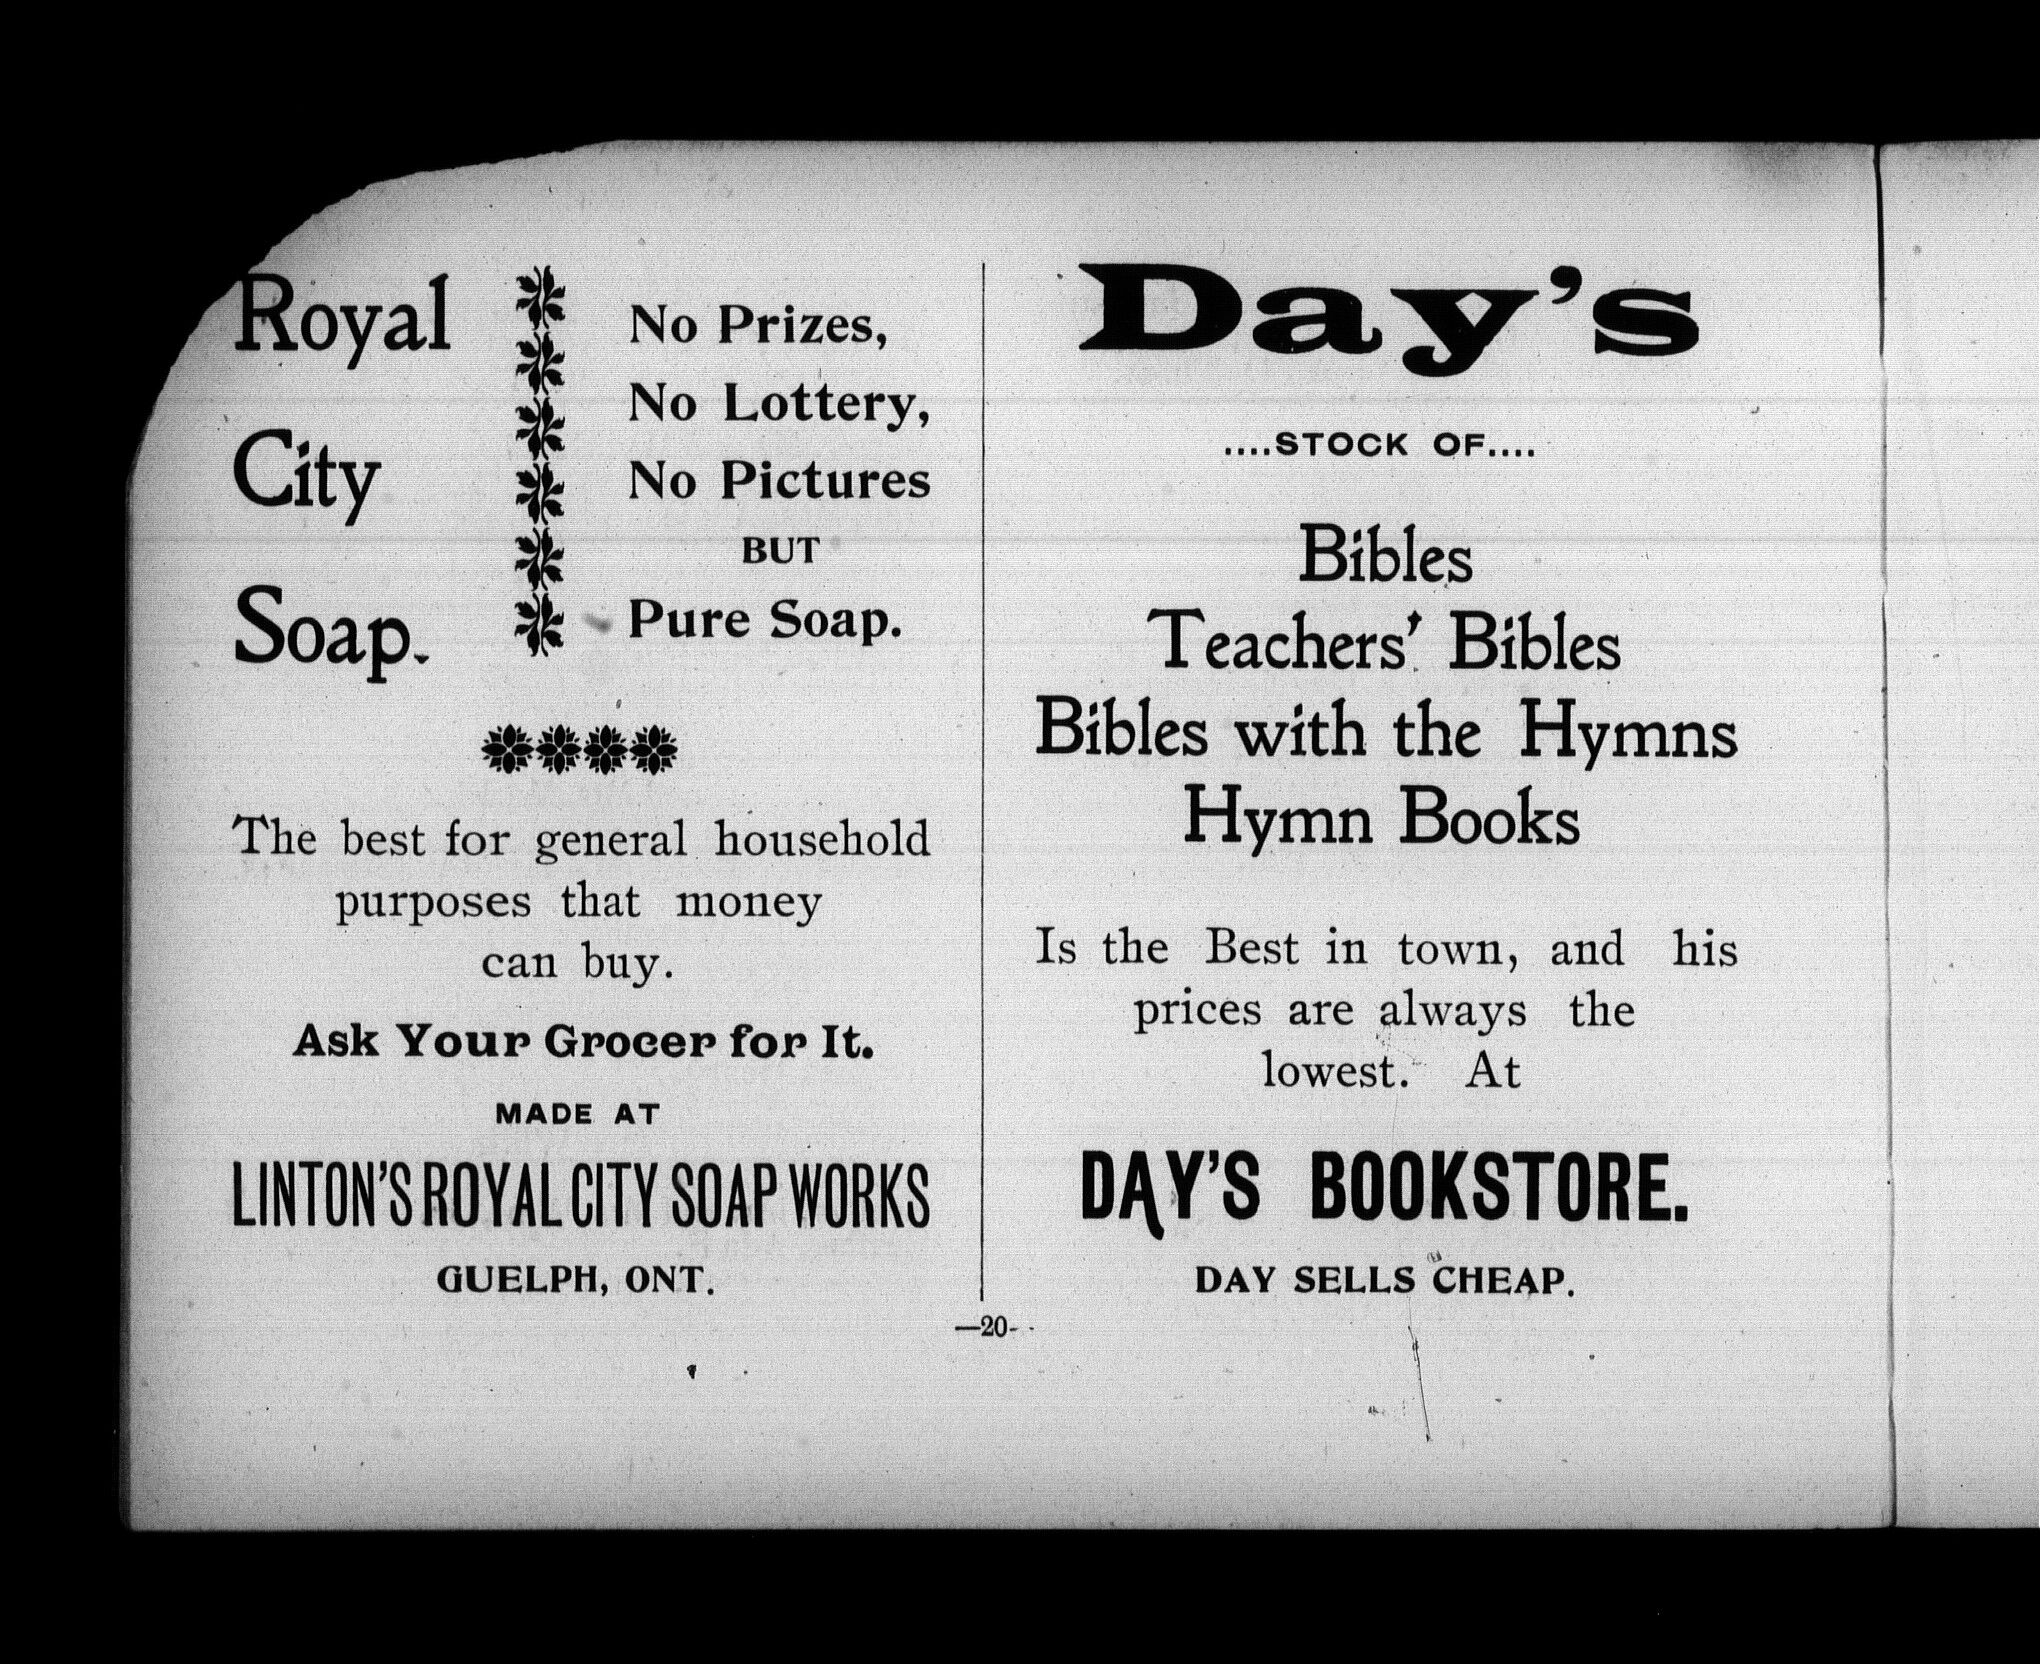 Royal
City
Soap.
No Prizes,
No Lottery,
No Pictures
BUT
Pure Soap.
The best for general household
purposes that money
can buy.
Ask Your Grocer for It.
MADE AT
LINTON'S ROYAL CITY SOAP WORKS
GUELPH, ONT.
Day's
....STOCK OF....
Bibles
Teachers' Bibles
Bibles with the Hymns
Hymn Books
Is the Best in town, and his
prices are always the
lowest. At
DAY'S BOOKSTORE.
DAY SELLS CHEAP.
—20-